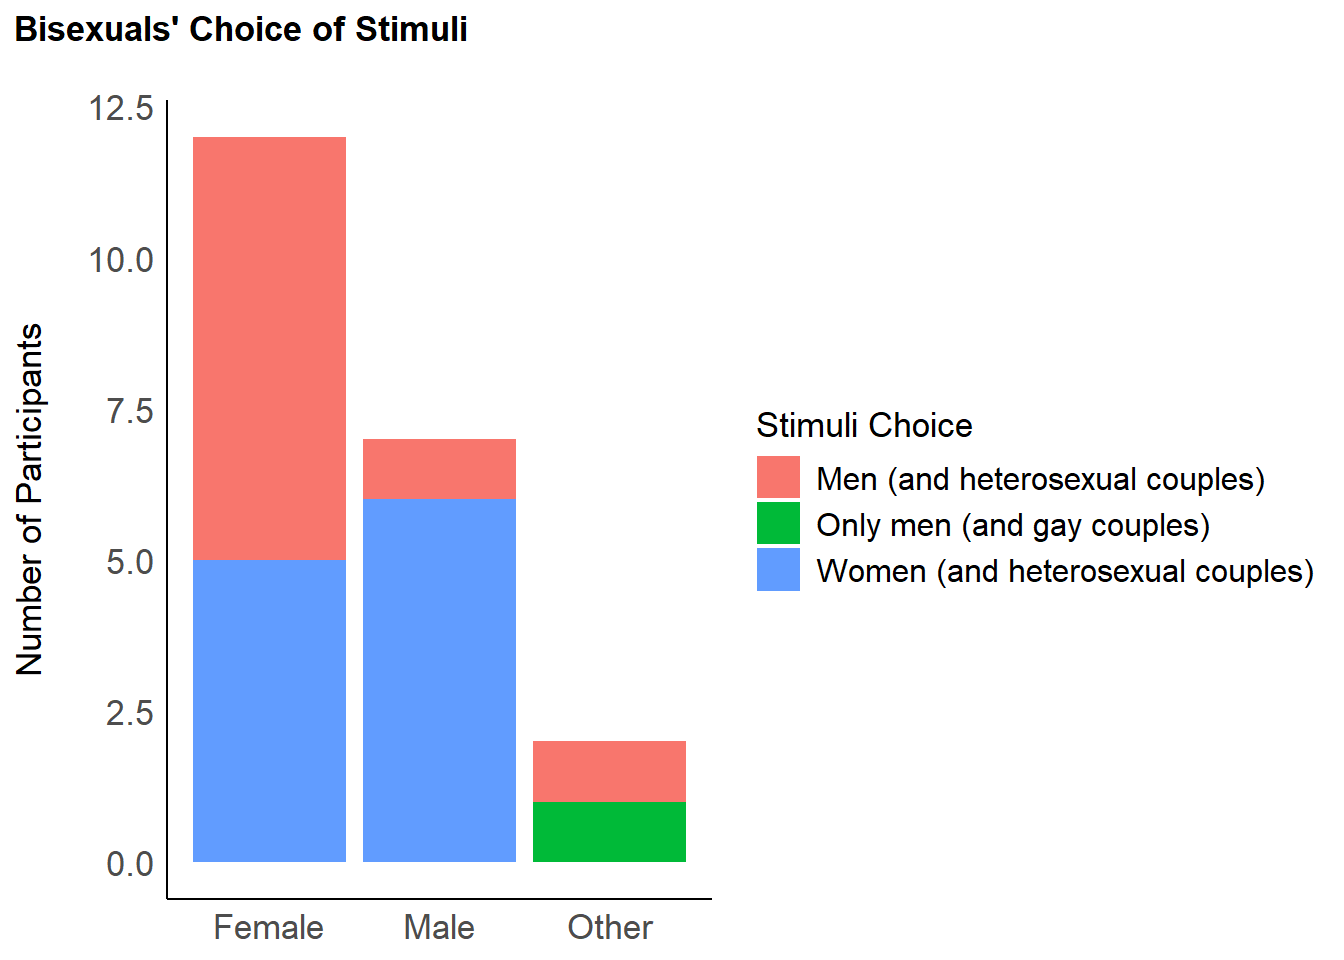 Bisexuals' Choice of Stimuli
12.5
10.0
7.5
5.0
2.5
0.0
Number of Participants
Female
Male
Other
Stimuli Choice
Men (and heterosexual couples)
Only men (and gay couples)
Women (and heterosexual couples)